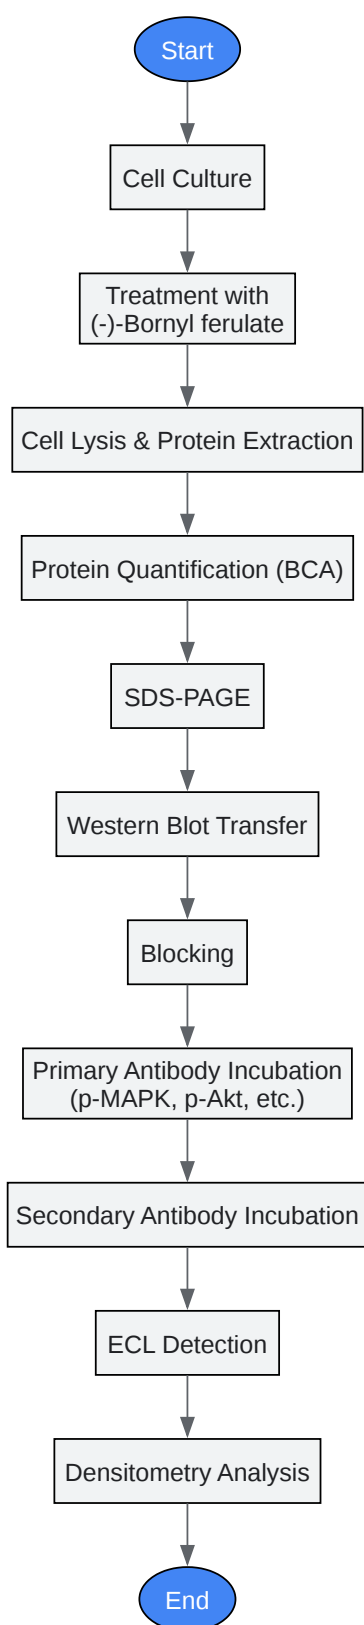 Start
Cell Culture
Treatment with
(-)-Bornyl ferulate
Cell Lysis & Protein Extraction
Protein Quantification (BCA)
SDS-PAGE
Western Blot Transfer
Blocking
Primary Antibody Incubation
(p-MAPK, p-Akt, etc.)
Secondary Antibody Incubation
ECL Detection
Densitometry Analysis
End